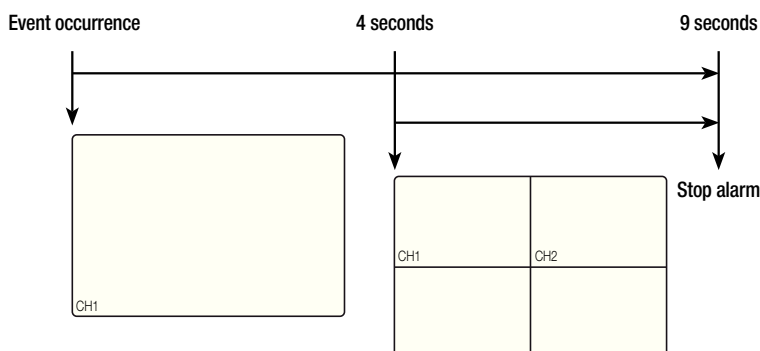 Event occurrence
4 seconds
9 seconds
Stop alarm
CH1
CH2
CH1